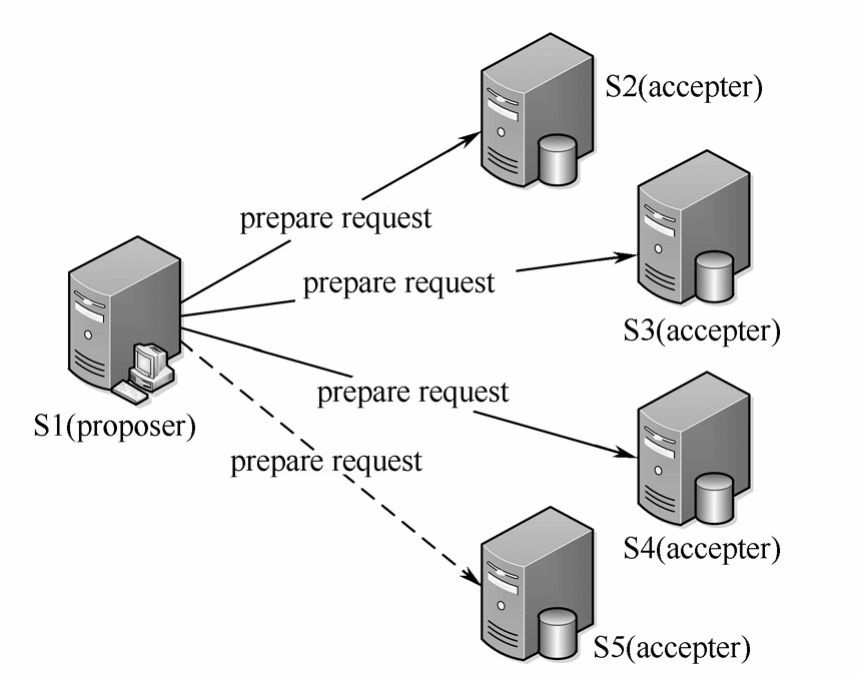 S2(accepter)
prepare request
prepare request
S3(accepter)
prepare request
S1(proposer)
prepare request
S4(accepter)
S5(accepter)